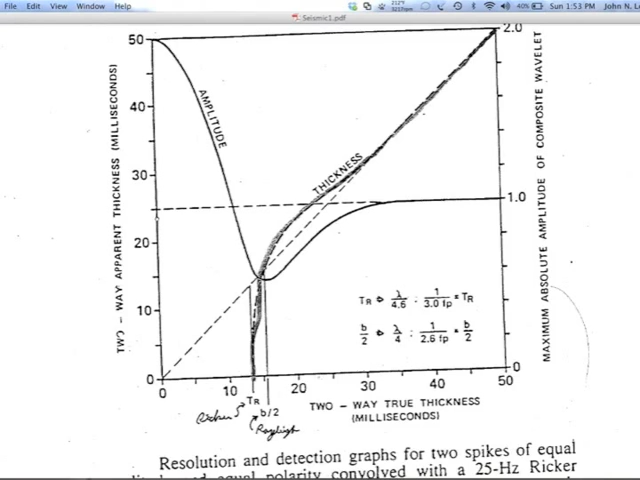 File Edit View Window Help
40% Sun 1:53 PM John N. L
Seismic1.pdf
TWO - WAY APPARENT THICKNESS (MILLISECONDS)
50
40
30
20
10
0
AMPLITUDE
THICKNESS
2.0
1.0
0
MAXIMUM ABSOLUTE AMPLITUDE OF COMPOSITE WAVELET
TR ⇒ λ/4.6 : 1/3.0 fp = TR
b/2 ⇒ λ/4 : 1/2.6 fp = b/2
0 10 20 30 40 50
TR b/2 TWO - WAY TRUE THICKNESS
(MILLISECONDS)
Ricker
Rayleigh
Resolution and detection graphs for two spikes of equal
equal polarity convolved with a 25-Hz Ricker